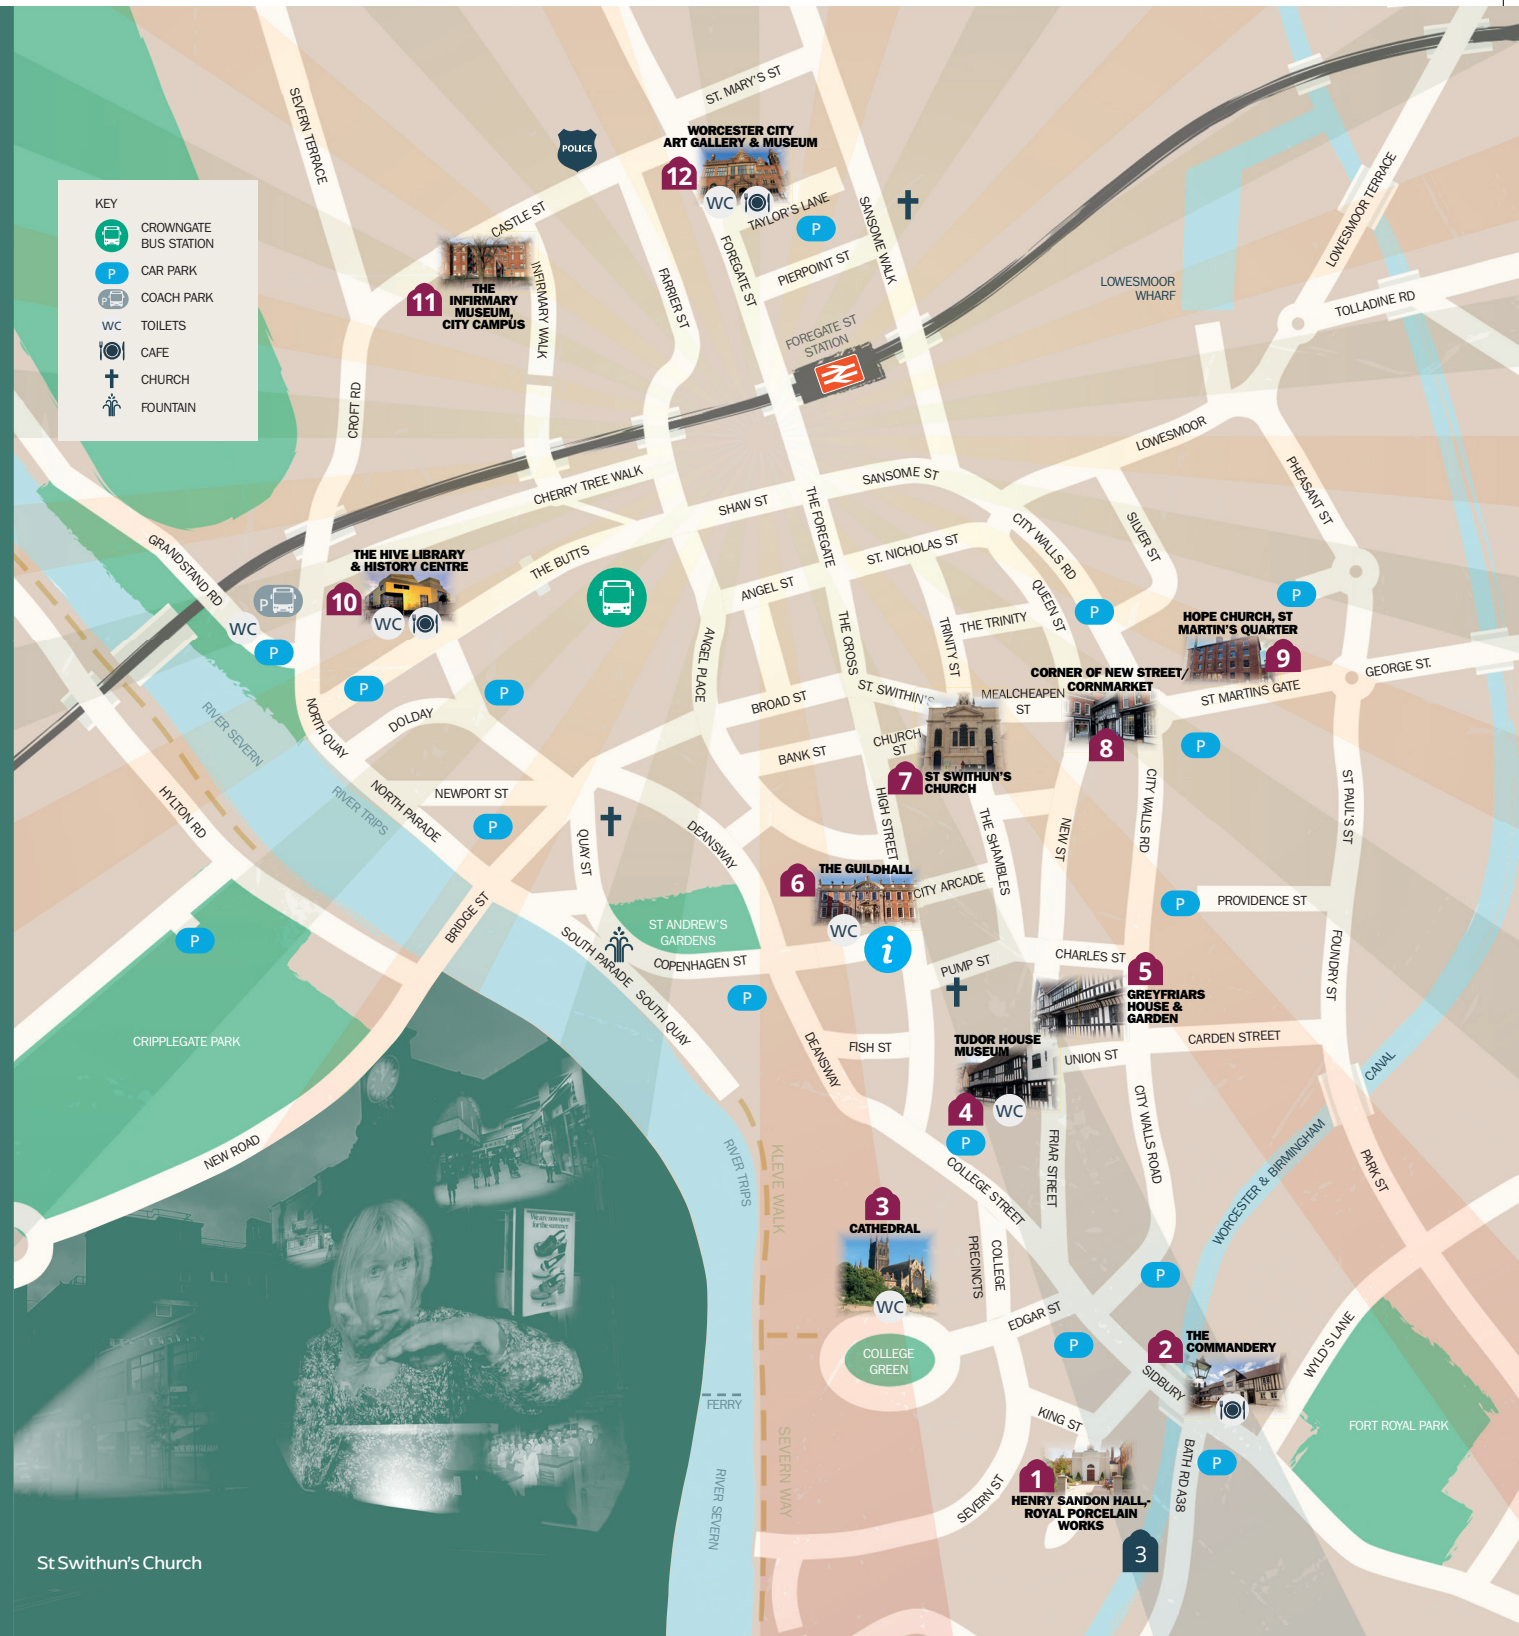 ST. MARY'S ST
SEVERN TERRACE
POLICE
WORCESTER CITY
ART GALLERY & MUSEUM
12
WC
TAYLOR'S LANE
P
SANSOME WALK
LOWESMOOR TERRACE
KEY
CROWNGATE
BUS STATION
P
CAR PARK
P
COACH PARK
WC
TOILETS
CAFE
CHURCH
FOUNTAIN
CASTLE ST
INFIRMARY WALK
11
THE
INFIRMARY
MUSEUM,
CITY CAMPUS
FARRIER ST
FOREGATE ST
PIERPOINT ST
FOREGATE ST
STATION
LOWESMOOR
WHARF
TOLLADINE RD
CROFT RD
CHERRY TREE WALK
SHAW ST
SANSOME ST
LOWESMOOR
PHEASANT ST
THE FOREGATE
CITY WALLS RD
SILVER ST
GRANDSTAND RD
THE HIVE LIBRARY
& HISTORY CENTRE
10
WC
THE BUTTS
ST. NICHOLAS ST
ANGEL ST
QUEEN ST
P
P
P
WC
P
P
P
ANGEL PLACE
THE CROSS
TRINITY ST
THE TRINITY
HOPE CHURCH, ST
MARTIN'S QUARTER
9
CORNER OF NEW STREET/
CORNMARKET
8
GEORGE ST.
ST MARTINS GATE
P
RIVER SEVERN
NORTH QUAY
DOLDAY
BROAD ST
ST. SWITHIN'S
MEALCHEAPEN
ST
CHURCH
ST
BANK ST
7
ST SWITHUN'S
CHURCH
HYLTON RD
RIVER TRIPS
NORTH PARADE
NEWPORT ST
P
QUAY ST
DEANSWAY
HIGH STREET
THE SHAMBLES
NEW ST
CITY WALLS RD
ST PAUL'S ST
6
THE GUILDHALL
WC
i
CITY ARCADE
P
PROVIDENCE ST
P
BRIDGE ST
SOUTH PARADE
ST ANDREW'S
GARDENS
COPENHAGEN ST
P
SOUTH QUAY
PUMP ST
CHARLES ST
5
GREYFRIARS
HOUSE &
GARDEN
FOUNDRY ST
CRIPPLEGATE PARK
DEANSWAY
FISH ST
TUDOR HOUSE
MUSEUM
4
WC
P
UNION ST
CARDEN STREET
CANAL
NEW ROAD
RIVER TRIPS
KLEVE WALK
COLLEGE STREET
FRIAR STREET
CITY WALLS ROAD
WORCESTER & BIRMINGHAM
PARK ST
3
CATHEDRAL
WC
COLLEGE
PRECINCTS
P
EDGAR ST
COLLEGE
GREEN
P
2
THE
COMMANDERY
SIDBURY
WYLD'S LANE
We are now open
for the summer
FERRY
SEVERN WAY
KING ST
BATH RD A38
P
FORT ROYAL PARK
RIVER SEVERN
SEVERN ST
1
HENRY SANDON HALL,-
ROYAL PORCELAIN
WORKS
3
St Swithun's Church